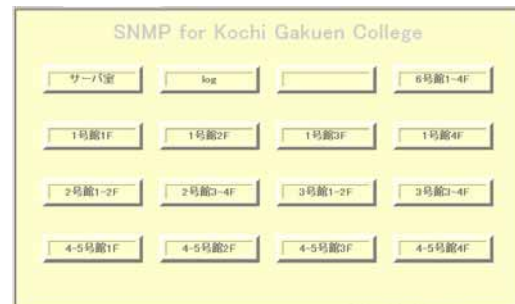 SNMP for Kochi Gakuen College
サーバ室 log 6号館1-4F
1号館1F 1号館2F 1号館3F 1号館4F
2号館1-2F 2号館3-4F 3号館1-2F 3号館3-4F
4-5号館1F 4-5号館2F 4-5号館3F 4-5号館4F